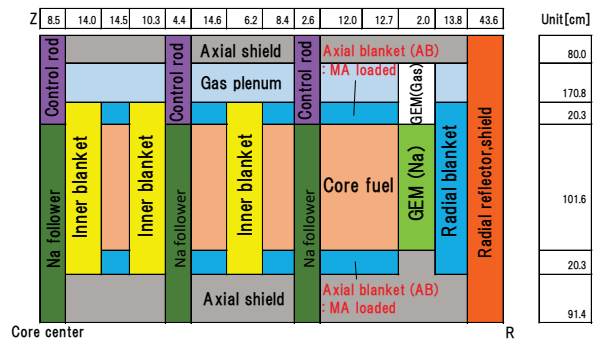 Z 8.5 14.0 14.5 10.3 4.4 14.6 6.2 8.4 2.6 12.0 12.7 2.0 13.8 43.6 Unit[cm]
Control rod
Control rod
Control rod
Axial shield
Axial blanket (AB)
: MA loaded
Gas plenum
GEM(Gas)
80.0
170.8
20.3
Na follower
Inner blanket
Inner blanket
Na follower
Inner blanket
Na follower
Core fuel
GEM (Na)
Radial blanket
Radial reflector,shield
101.6
20.3
Axial shield
Axial blanket (AB)
: MA loaded
91.4
Core center
R